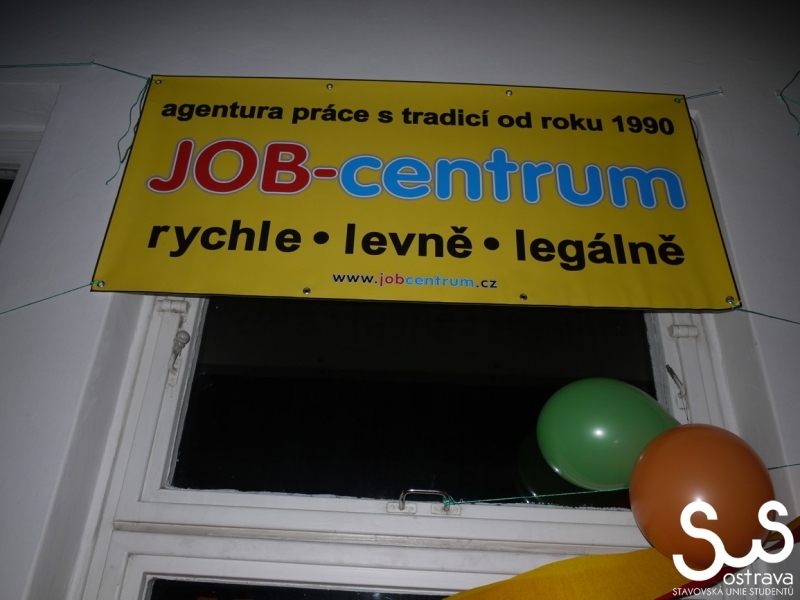 agentura práce s tradicí od roku 1990
JOB-centrum
rychle • levně • legálně
www.jobcentrum.cz
SUS
ostrava
STAVOVSKÁ UNIE STUDENTŮ